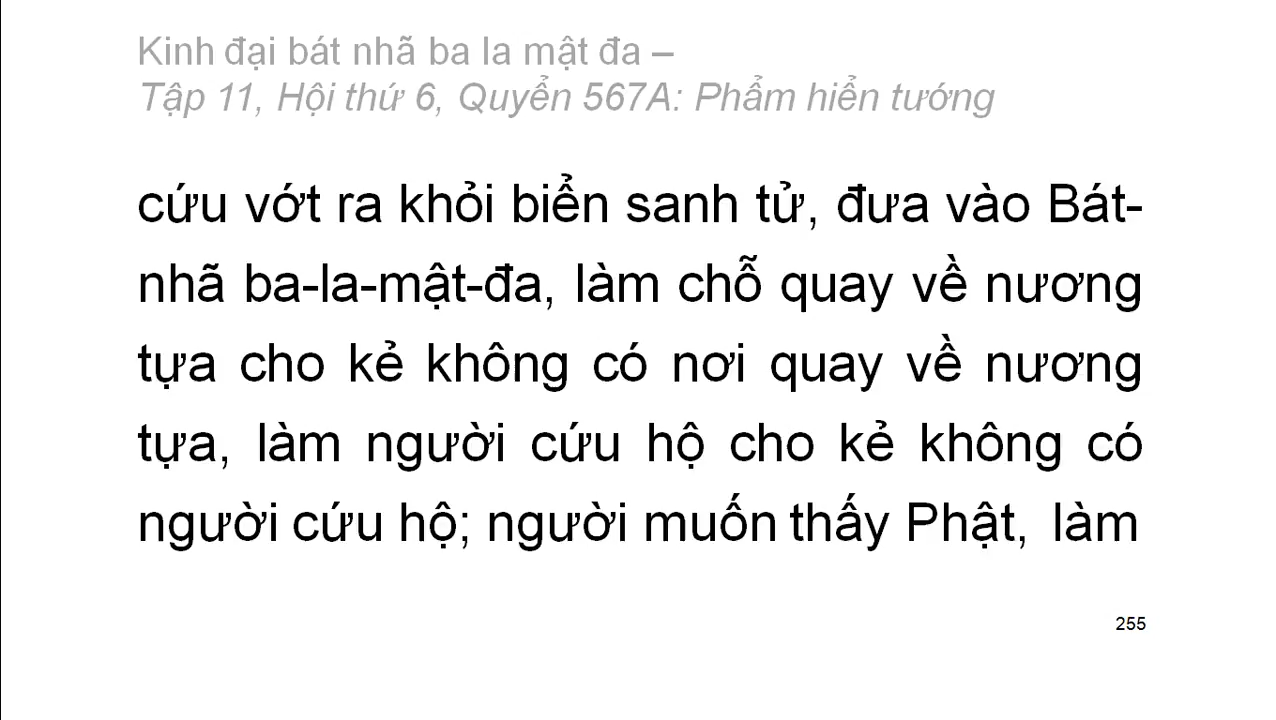 Kinh đại bát nhã ba la mật đa –
Tập 11, Hội thứ 6, Quyển 567A: Phẩm hiển tướng
cứu vớt ra khỏi biển sanh tử, đưa vào Bát-
nhã ba-la-mật-đa, làm chỗ quay về nương
tựa cho kẻ không có nơi quay về nương
tựa, làm người cứu hộ cho kẻ không có
người cứu hộ; người muốn thấy Phật, làm
255